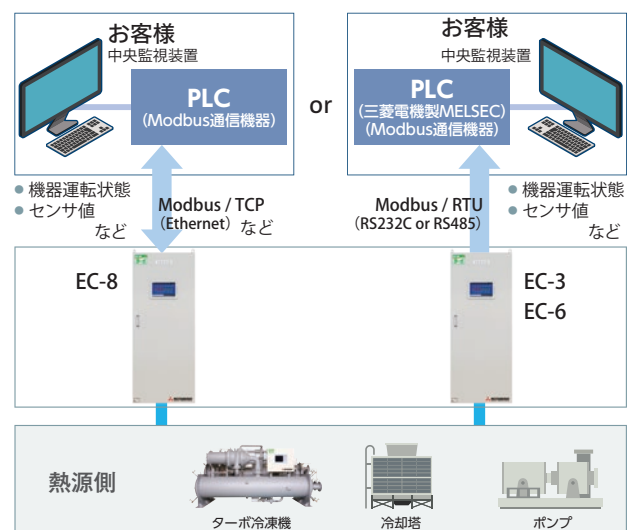 お客様
中央監視装置
PLC
(Modbus通信機器)
or
お客様
中央監視装置
PLC
(三菱電機製MELSEC)
(Modbus通信機器)
● 機器運転状態
● センサ値
など
Modbus / TCP
(Ethernet) など
Modbus / RTU
(RS232C or RS485)
● 機器運転状態
● センサ値
など
EC-8
EC-3
EC-6
熱源側
ターボ冷凍機
冷却塔
ポンプ